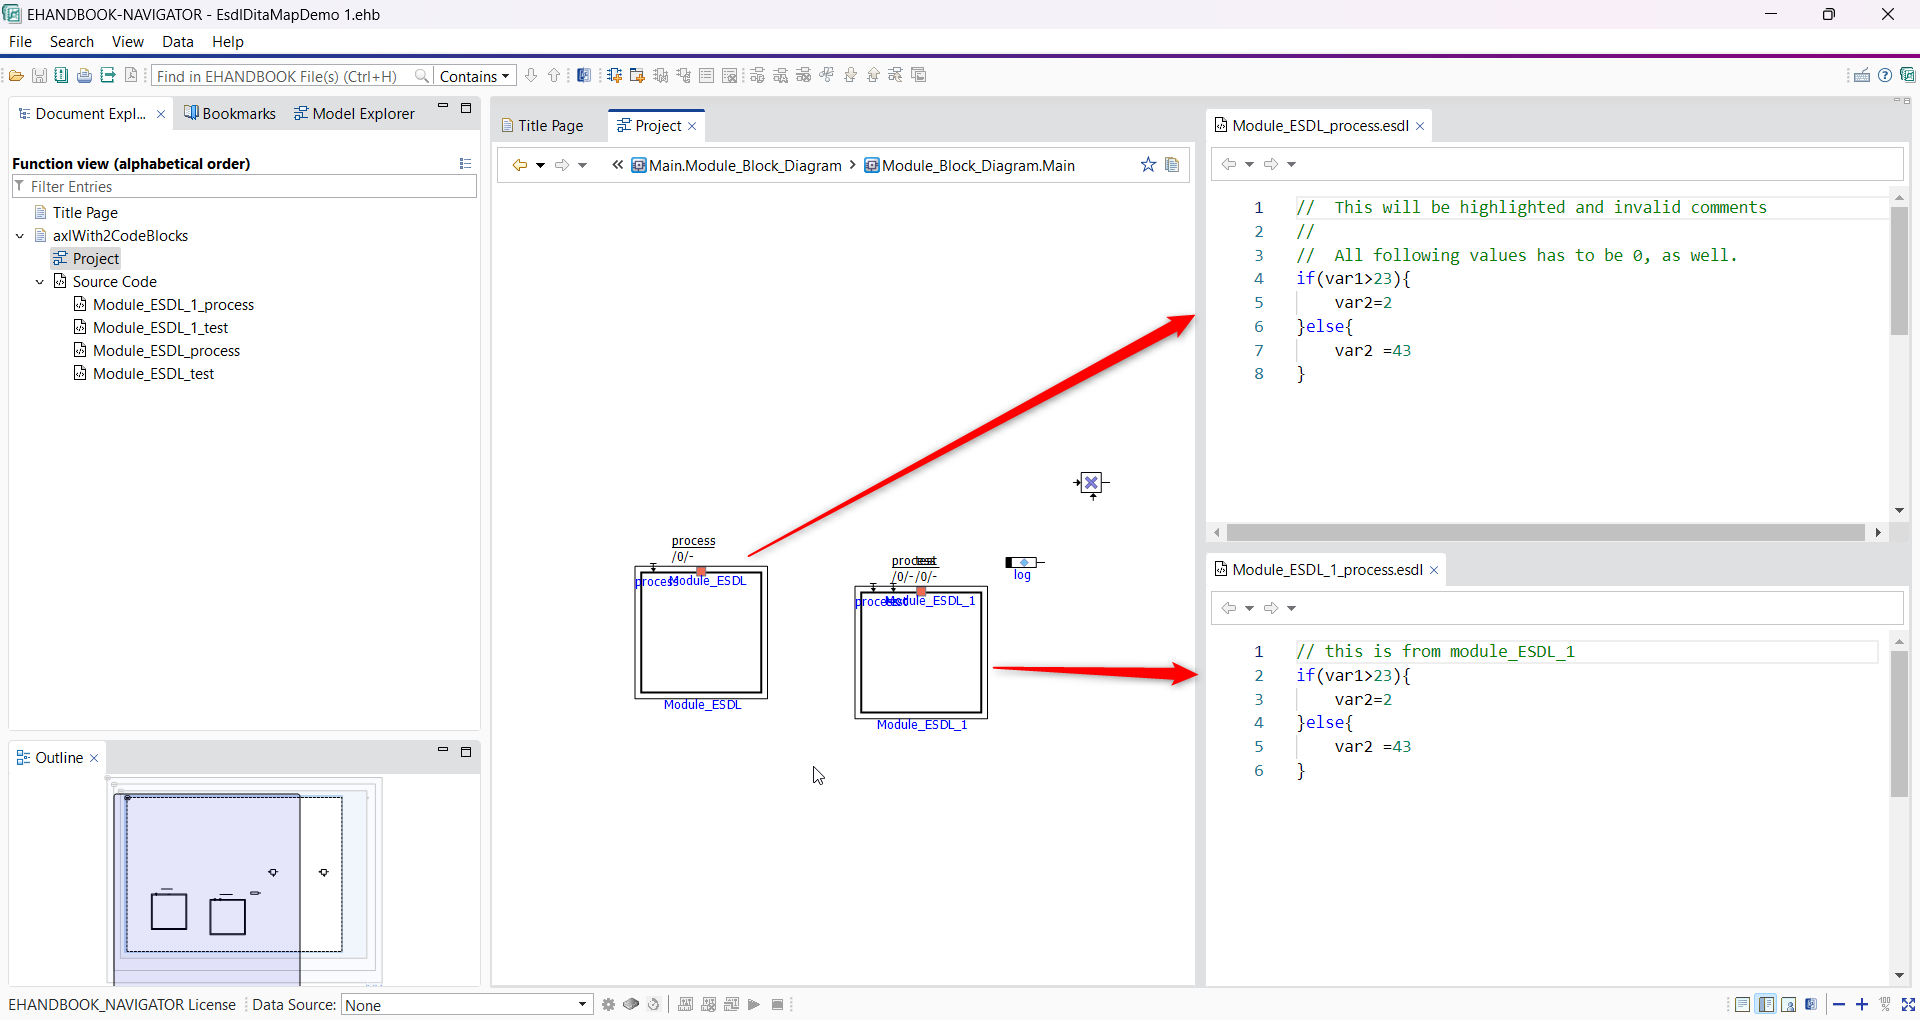 EHANDBOOK-NAVIGATOR - EsdlDitaMapDemo 1.ehb
File Search View Data Help
Find in EHANDBOOK File(s) (Ctrl+H) Contains
Document Expl... Bookmarks Model Explorer
Function view (alphabetical order)
Filter Entries
Title Page
axlWith2CodeBlocks
Project
Source Code
Module_ESDL_1_process
Module_ESDL_1_test
Module_ESDL_process
Module_ESDL_test
Outline
Title Page Project
« Main.Module_Block_Diagram > Module_Block_Diagram.Main
process
/0/-
process Module_ESDL
Module_ESDL
process test
/0/-/0/-
process test Module_ESDL_1
Module_ESDL_1
log
Module_ESDL_process.esdl
1 // This will be highlighted and invalid comments
2 //
3 // All following values has to be 0, as well.
4 if(var1>23){
5 var2=2
6 }else{
7 var2 =43
8 }
Module_ESDL_1_process.esdl
1 // this is from module_ESDL_1
2 if(var1>23){
3 var2=2
4 }else{
5 var2 =43
6 }
EHANDBOOK_NAVIGATOR License Data Source: None